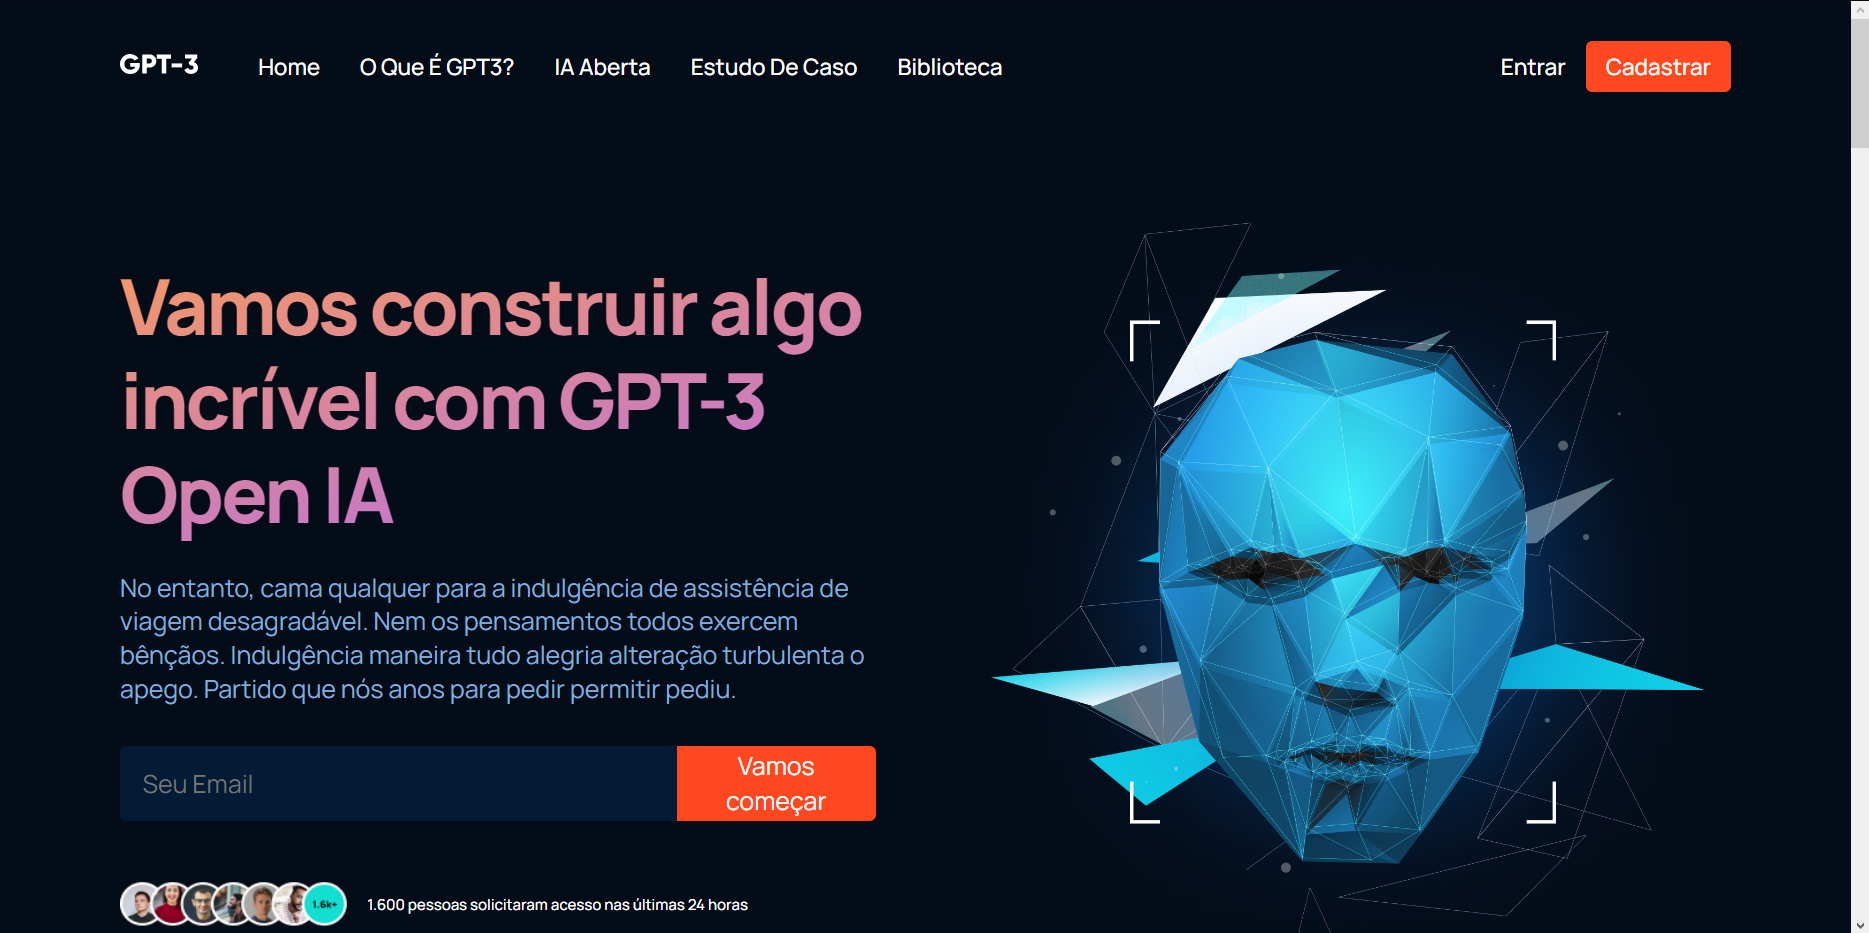 GPT-3
Home
O Que É GPT3?
IA Aberta
Estudo De Caso
Biblioteca
Entrar
Cadastrar
Vamos construir algo
incrível com GPT-3
Open IA
No entanto, cama qualquer para a indulgência de assistência de
viagem desagradável. Nem os pensamentos todos exercem
bênçãos. Indulgência maneira tudo alegria alteração turbulenta o
apego. Partido que nós anos para pedir permitir pediu.
Seu Email
Vamos
começar
1.6k+
1.600 pessoas solicitaram acesso nas últimas 24 horas